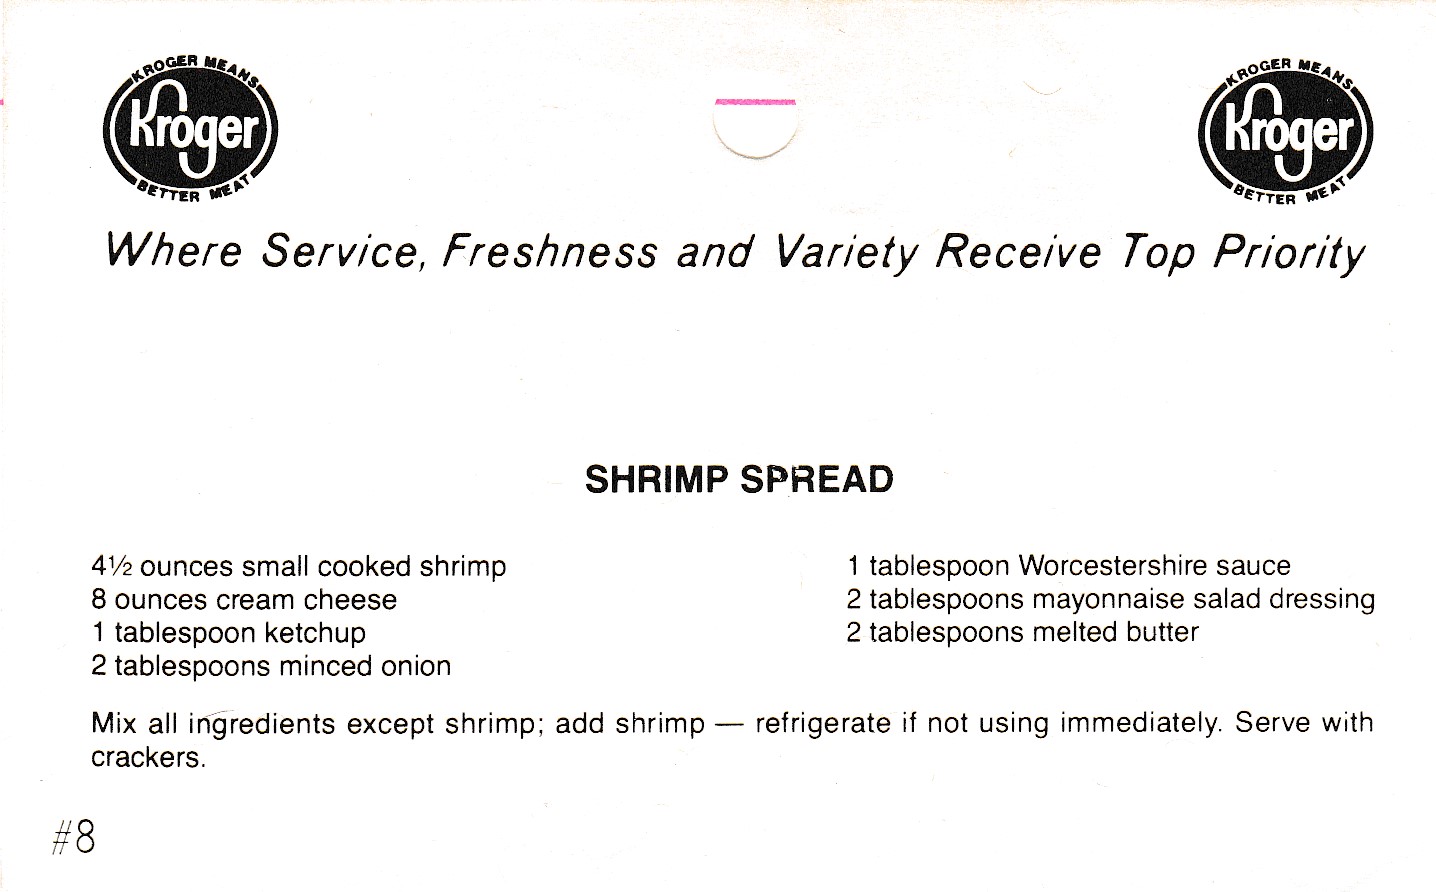 KROGER MEANS
Kroger
BETTER MEAT
KROGER MEANS
Kroger
BETTER MEAT
Where Service, Freshness and Variety Receive Top Priority
SHRIMP SPREAD
4½ ounces small cooked shrimp
8 ounces cream cheese
1 tablespoon ketchup
2 tablespoons minced onion
1 tablespoon Worcestershire sauce
2 tablespoons mayonnaise salad dressing
2 tablespoons melted butter
Mix all ingredients except shrimp; add shrimp — refrigerate if not using immediately. Serve with
crackers.
#8